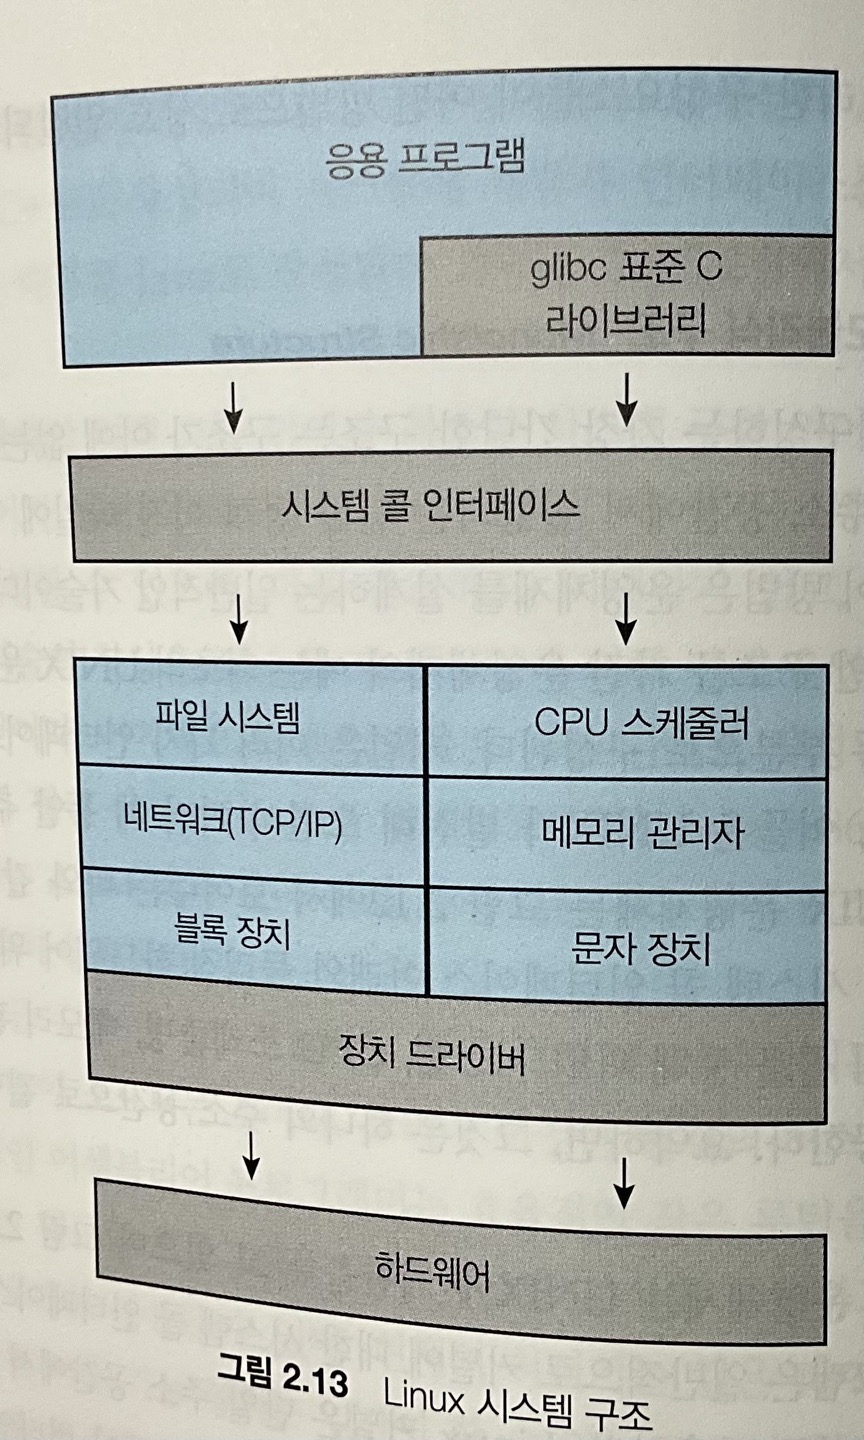 응용 프로그램
glibc 표준 C
라이브러리
시스템 콜 인터페이스
파일 시스템
CPU 스케줄러
네트워크(TCP/IP)
메모리 관리자
블록 장치
문자 장치
장치 드라이버
하드웨어
그림 2.13 Linux 시스템 구조